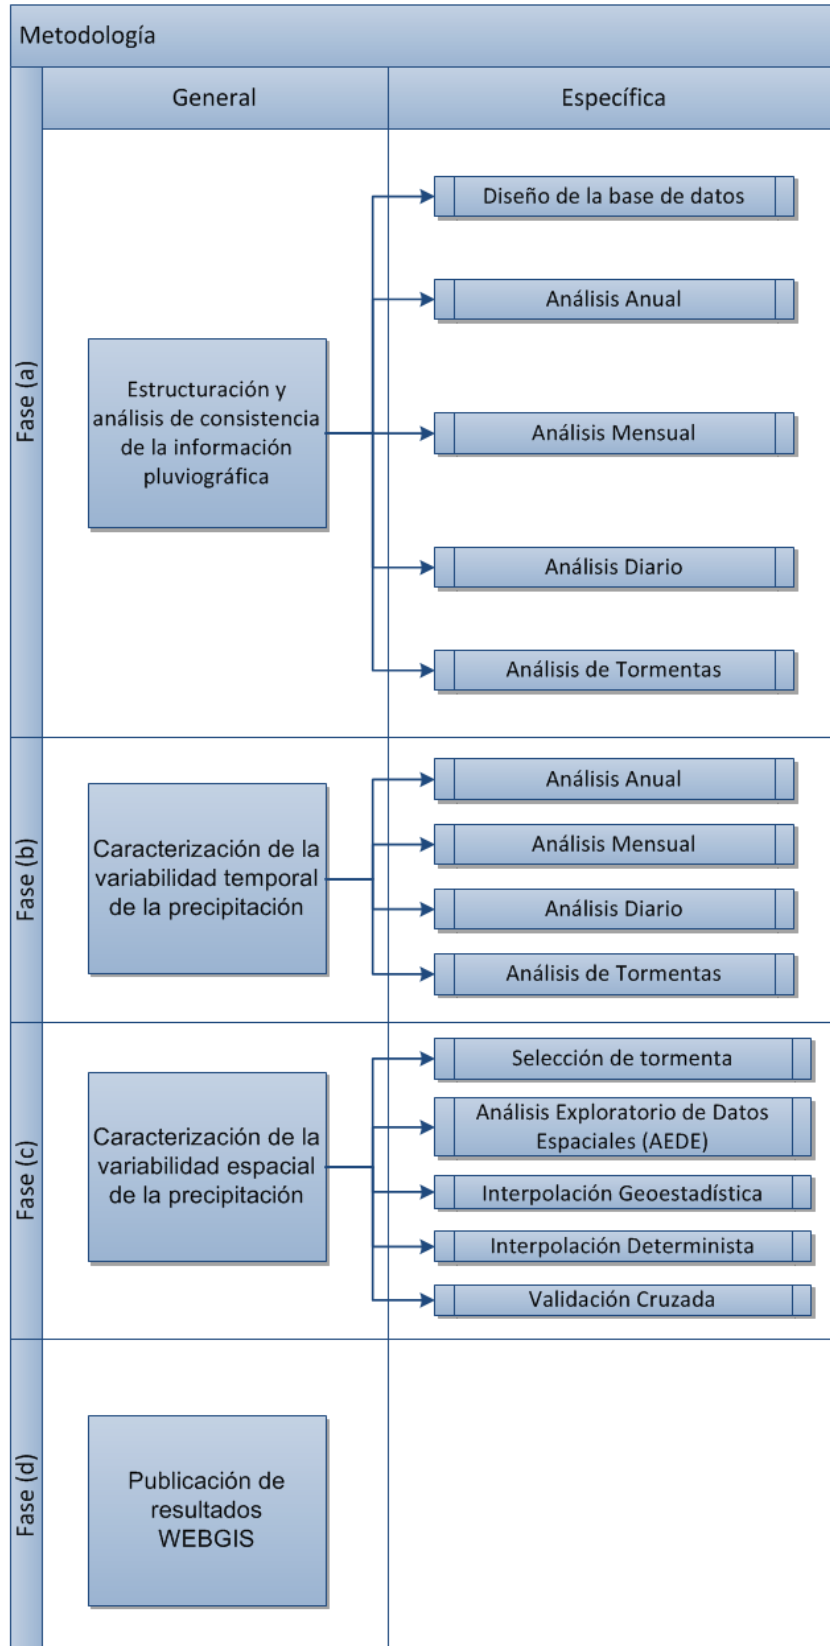 Metodología
General
Específica
Fase (a)
Estructuración y
análisis de consistencia
de la información
pluviográfica
Diseño de la base de datos
Análisis Anual
Análisis Mensual
Análisis Diario
Análisis de Tormentas
Fase (b)
Caracterización de la
variabilidad temporal
de la precipitación
Análisis Anual
Análisis Mensual
Análisis Diario
Análisis de Tormentas
Fase (c)
Caracterización de la
variabilidad espacial
de la precipitación
Selección de tormenta
Análisis Exploratorio de Datos
Espaciales (AEDE)
Interpolación Geoestadística
Interpolación Determinista
Validación Cruzada
Fase (d)
Publicación de
resultados
WEBGIS